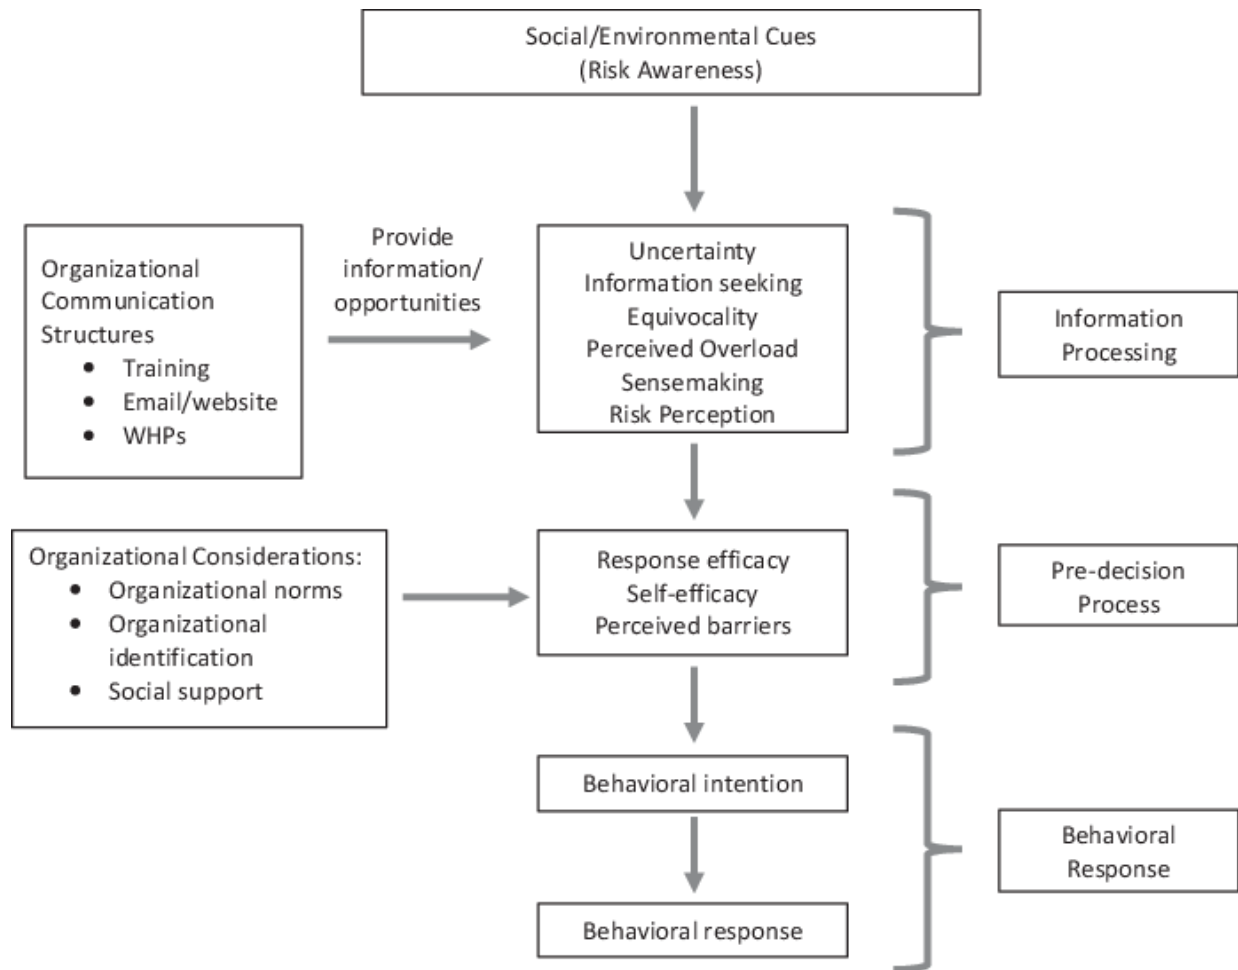 Social/Environmental Cues
(Risk Awareness)
Organizational
Communication
Structures
• Training
• Email/website
• WHPs
Provide
information/
opportunities
Uncertainty
Information seeking
Equivocality
Perceived Overload
Sensemaking
Risk Perception
Information
Processing
Organizational Considerations:
• Organizational norms
• Organizational
identification
• Social support
Response efficacy
Self-efficacy
Perceived barriers
Pre-decision
Process
Behavioral intention
Behavioral response
Behavioral
Response